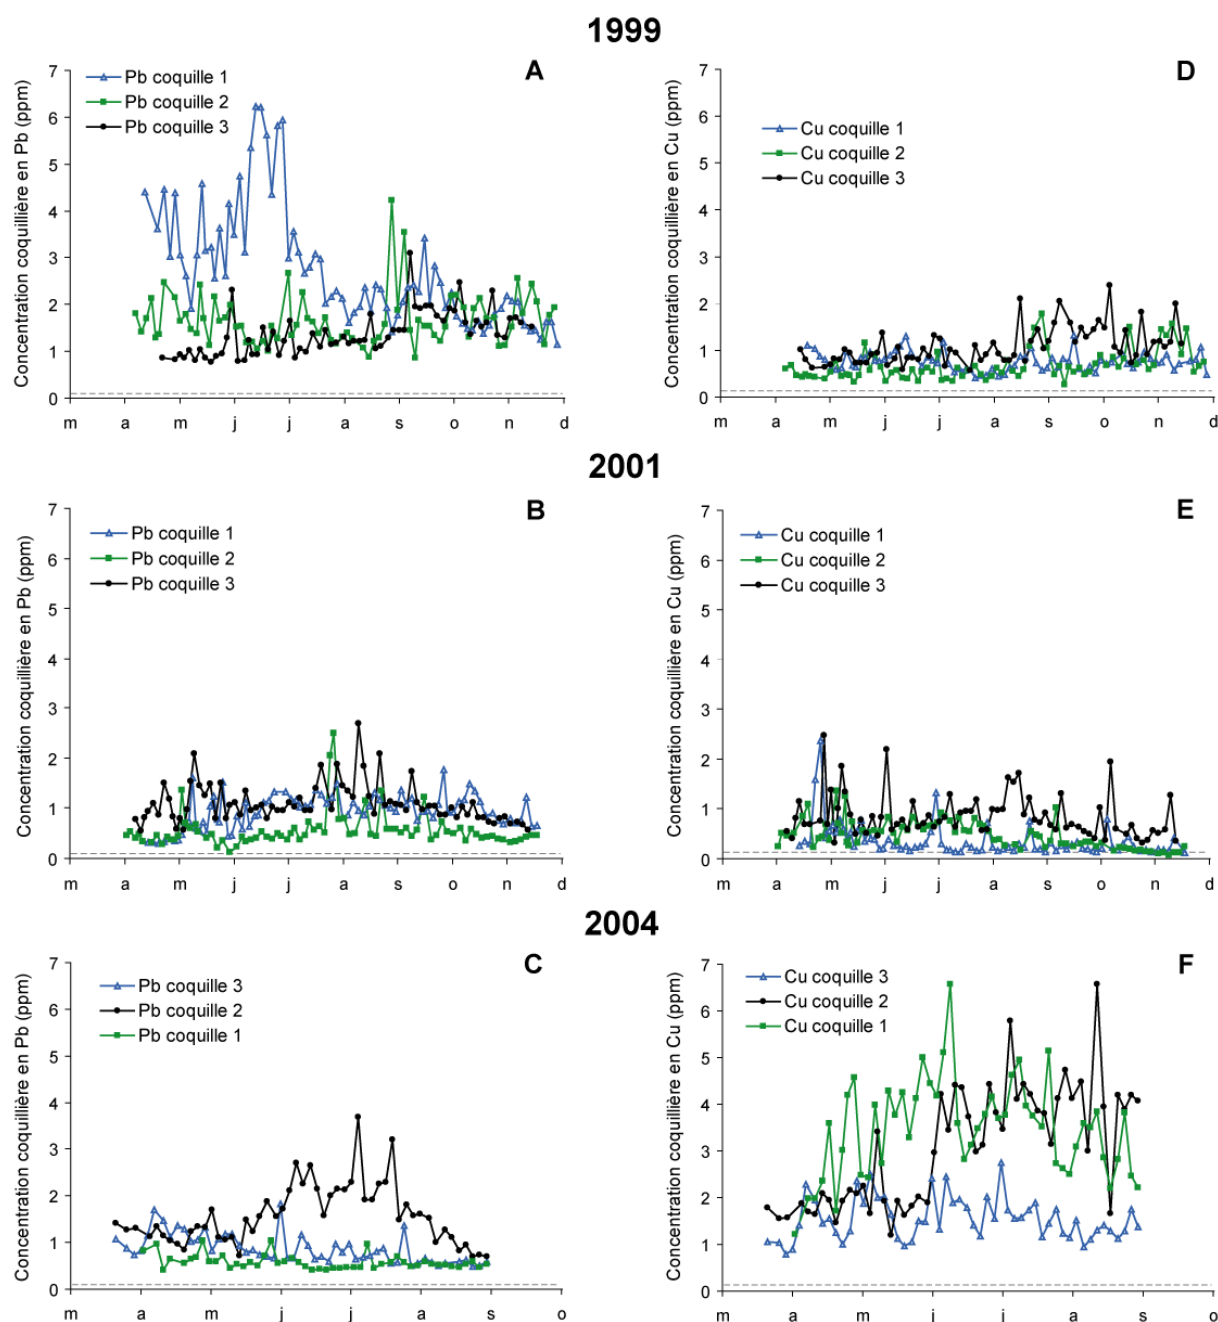 1999
A
Concentration coquillière en Pb (ppm)
7
6
5
4
3
2
1
0
Pb coquille 1
Pb coquille 2
Pb coquille 3
m a m j j a s o n d
D
Concentration coquillière en Cu (ppm)
7
6
5
4
3
2
1
0
Cu coquille 1
Cu coquille 2
Cu coquille 3
m a m j j a s o n d
2001
B
Concentration coquillière en Pb (ppm)
7
6
5
4
3
2
1
0
Pb coquille 1
Pb coquille 2
Pb coquille 3
m a m j j a s o n d
E
Concentration coquillière en Cu (ppm)
7
6
5
4
3
2
1
0
Cu coquille 1
Cu coquille 2
Cu coquille 3
m a m j j a s o n d
2004
C
Concentration coquillière en Pb (ppm)
7
6
5
4
3
2
1
0
Pb coquille 3
Pb coquille 2
Pb coquille 1
m a m j j a s o
F
Concentration coquillière en Cu (ppm)
7
6
5
4
3
2
1
0
Cu coquille 3
Cu coquille 2
Cu coquille 1
m a m j j a s o